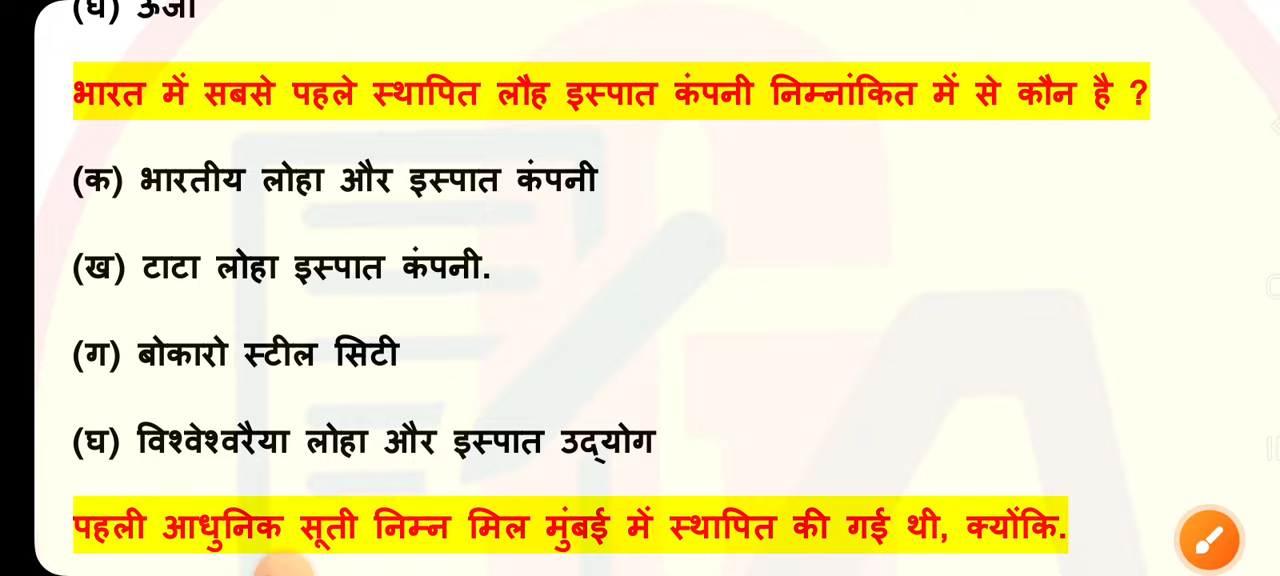 (घ) ऊर्जा
भारत में सबसे पहले स्थापित लौह इस्पात कंपनी निम्नांकित में से कौन है ?
(क) भारतीय लोहा और इस्पात कंपनी
(ख) टाटा लोहा इस्पात कंपनी.
(ग) बोकारो स्टील सिटी
(घ) विश्वेश्वरैया लोहा और इस्पात उद्योग
पहली आधुनिक सूती निम्न मिल मुंबई में स्थापित की गई थी, क्योंकि.